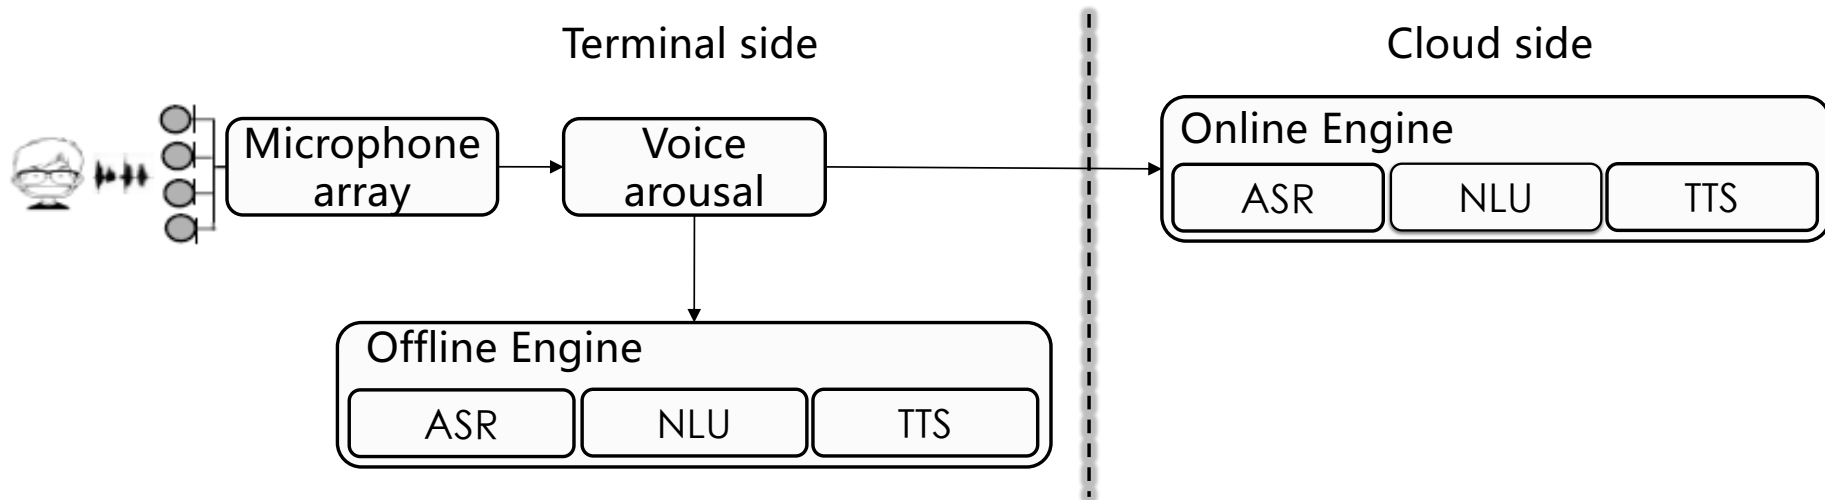 Terminal side
Cloud side
Microphone
array
Voice
arousal
Online Engine
ASR
NLU
TTS
Offline Engine
ASR
NLU
TTS